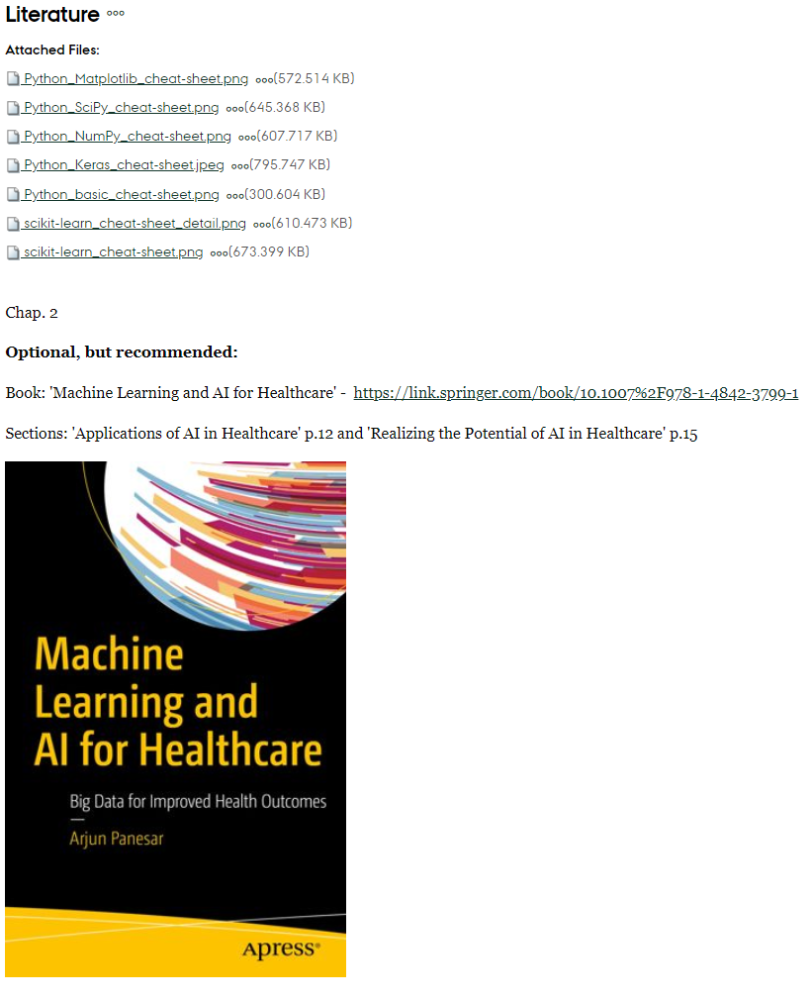 Literature
Attached Files:
Python_Matplotlib_cheat-sheet.png (572.514 KB)
Python_SciPy_cheat-sheet.png (645.368 KB)
Python_NumPy_cheat-sheet.png (607.717 KB)
Python_Keras_cheat-sheet.jpeg (795.747 KB)
Python_basic_cheat-sheet.png (300.604 KB)
scikit-learn_cheat-sheet_detail.png (610.473 KB)
scikit-learn_cheat-sheet.png (673.399 KB)
Chap. 2
Optional, but recommended:
Book: 'Machine Learning and AI for Healthcare' - https://link.springer.com/book/10.1007%2F978-1-4842-3799-1
Sections: 'Applications of AI in Healthcare' p.12 and 'Realizing the Potential of AI in Healthcare' p.15
Machine
Learning and
AI for Healthcare
Big Data for Improved Health Outcomes
—
Arjun Panesar
Apress®